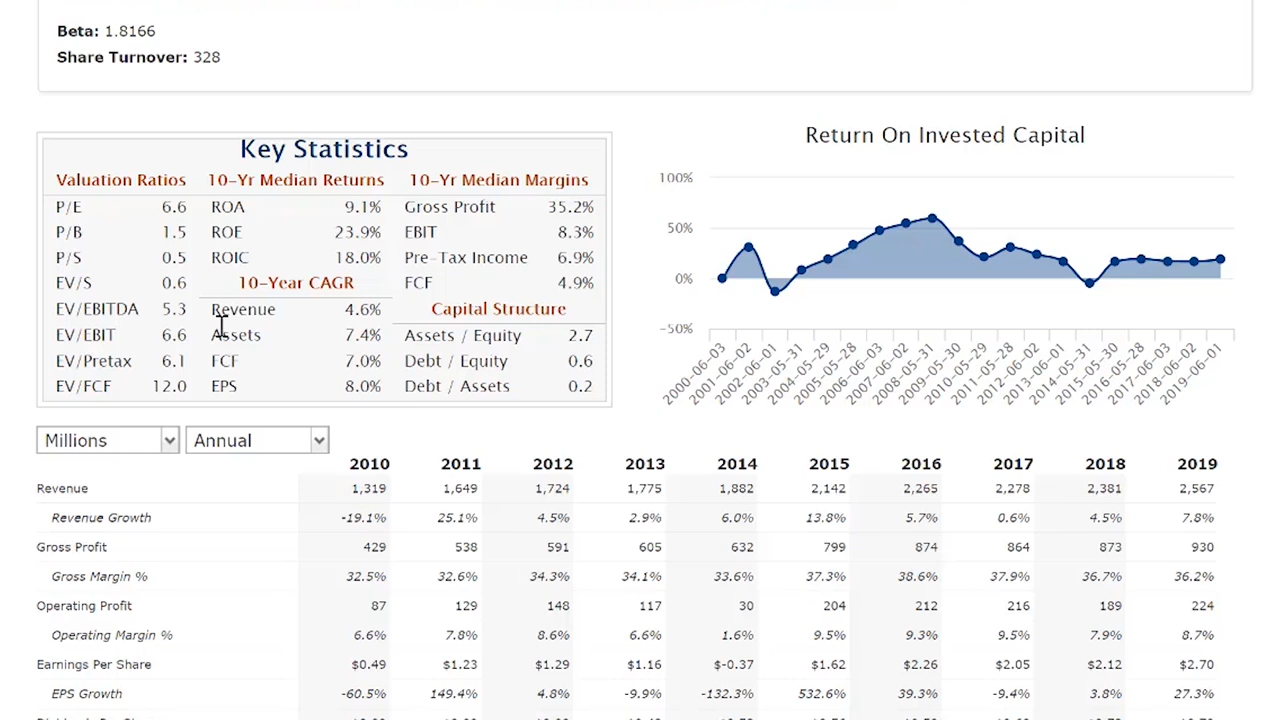 Beta: 1.8166
Share Turnover: 328
Key Statistics
Valuation Ratios 10-Yr Median Returns 10-Yr Median Margins
P/E 6.6 ROA 9.1% Gross Profit 35.2%
P/B 1.5 ROE 23.9% EBIT 8.3%
P/S 0.5 ROIC 18.0% Pre-Tax Income 6.9%
EV/S 0.6 10-Year CAGR FCF 4.9%
EV/EBITDA 5.3 Revenue 4.6% Capital Structure
EV/EBIT 6.6 Assets 7.4% Assets / Equity 2.7
EV/Pretax 6.1 FCF 7.0% Debt / Equity 0.6
EV/FCF 12.0 EPS 8.0% Debt / Assets 0.2
Return On Invested Capital
100%
50%
0%
-50%
2000-06-03 2001-06-02 2002-06-01 2003-05-31 2004-05-29 2005-05-28 2006-06-03 2007-06-02 2008-05-31 2009-05-30 2010-05-29 2011-05-28 2012-06-02 2013-06-01 2014-05-31 2015-05-30 2016-05-28 2017-06-03 2018-06-02 2019-06-01
Millions Annual
2010 2011 2012 2013 2014 2015 2016 2017 2018 2019
Revenue 1,319 1,649 1,724 1,775 1,882 2,142 2,265 2,278 2,381 2,567
Revenue Growth -19.1% 25.1% 4.5% 2.9% 6.0% 13.8% 5.7% 0.6% 4.5% 7.8%
Gross Profit 429 538 591 605 632 799 874 864 873 930
Gross Margin % 32.5% 32.6% 34.3% 34.1% 33.6% 37.3% 38.6% 37.9% 36.7% 36.2%
Operating Profit 87 129 148 117 30 204 212 216 189 224
Operating Margin % 6.6% 7.8% 8.6% 6.6% 1.6% 9.5% 9.3% 9.5% 7.9% 8.7%
Earnings Per Share $0.49 $1.23 $1.29 $1.16 $-0.37 $1.62 $2.26 $2.05 $2.12 $2.70
EPS Growth -60.5% 149.4% 4.8% -9.9% -132.3% 532.6% 39.3% -9.4% 3.8% 27.3%